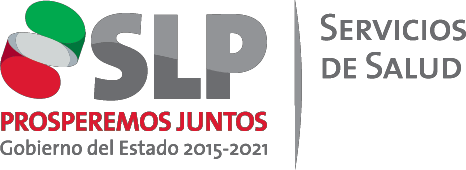 SLP
PROSPEREMOS JUNTOS
Gobierno del Estado 2015-2021
SERVICIOS
DE SALUD